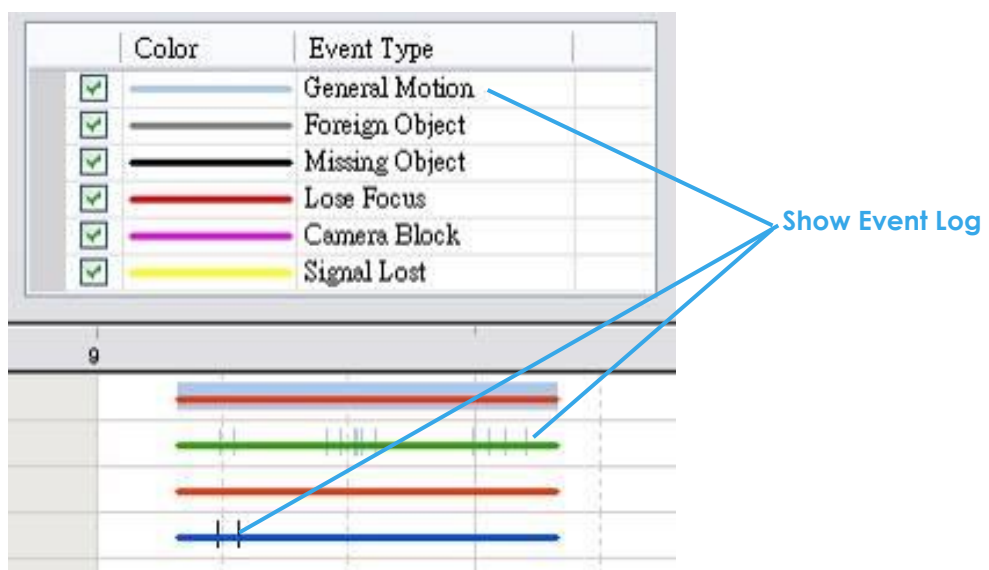 Color Event Type
General Motion
Foreign Object
Missing Object
Lose Focus
Camera Block
Signal Lost
Show Event Log
9